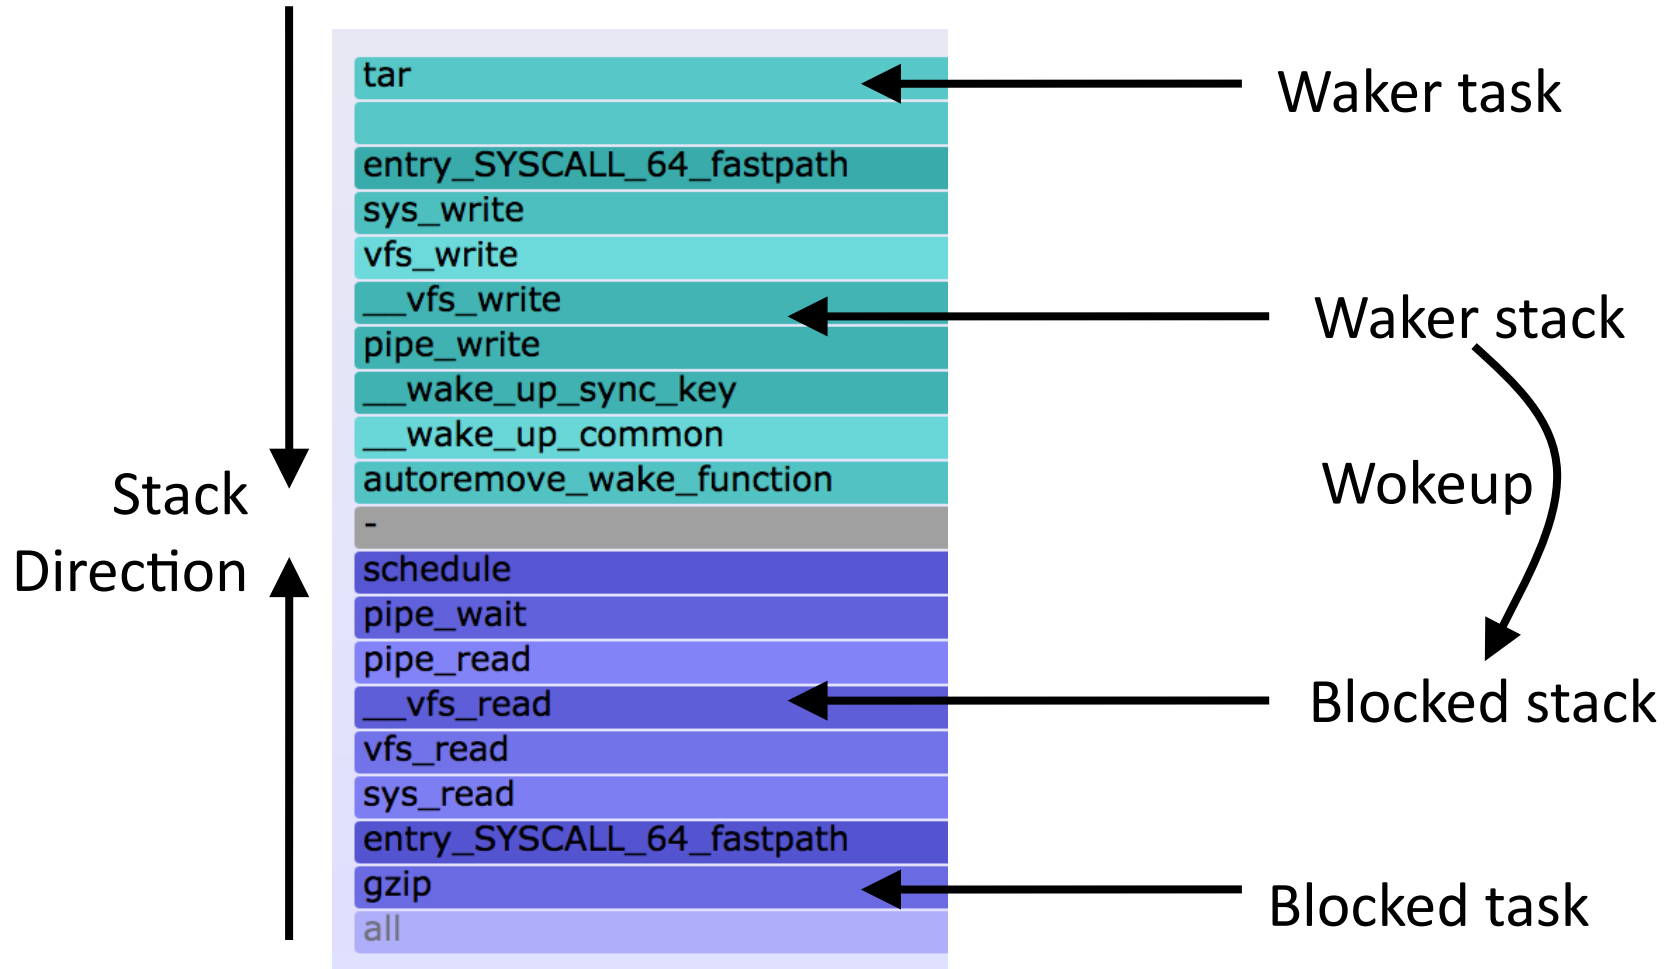 tar
entry_SYSCALL_64_fastpath
sys_write
vfs_write
__vfs_write
pipe_write
__wake_up_sync_key
__wake_up_common
autoremove_wake_function
-
schedule
pipe_wait
pipe_read
__vfs_read
vfs_read
sys_read
entry_SYSCALL_64_fastpath
gzip
all
Stack
Direction
Waker task
Waker stack
Wokeup
Blocked stack
Blocked task